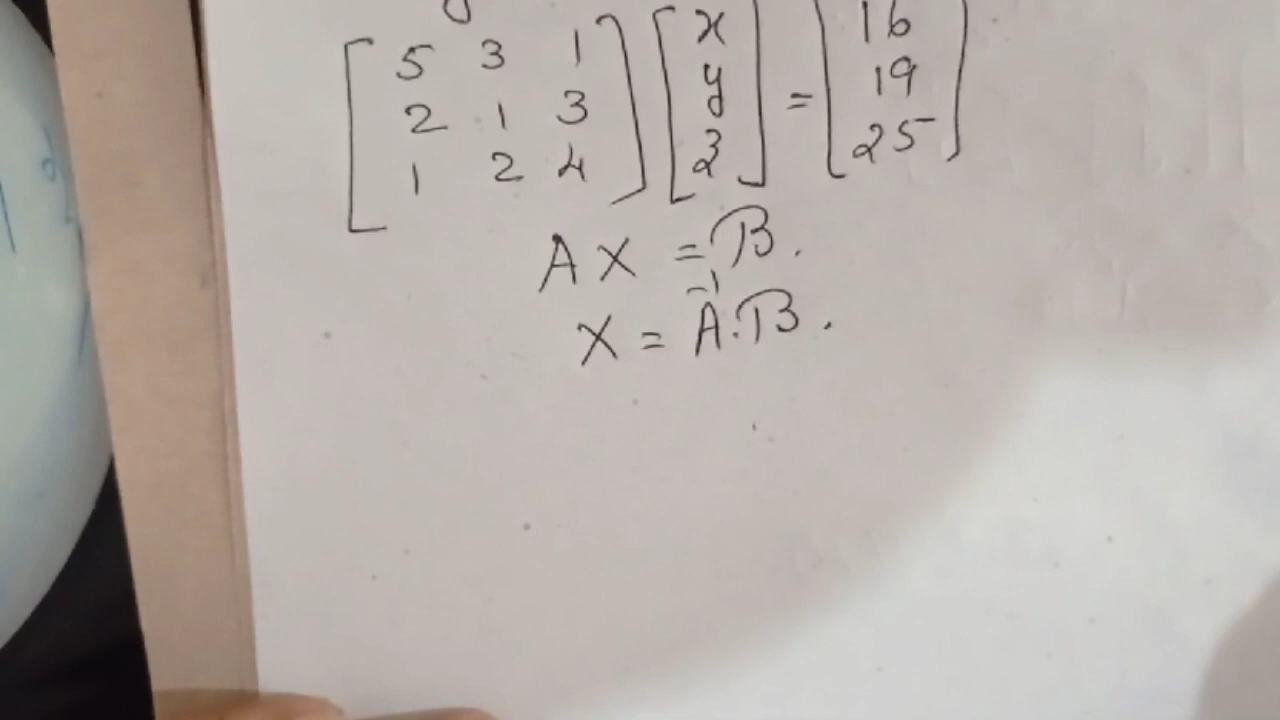 [5 3 1] [x] = [16]
[2 1 3] [y] = [19]
[1 2 4] [z] = [25]
AX = B.
X = A⁻¹.B.